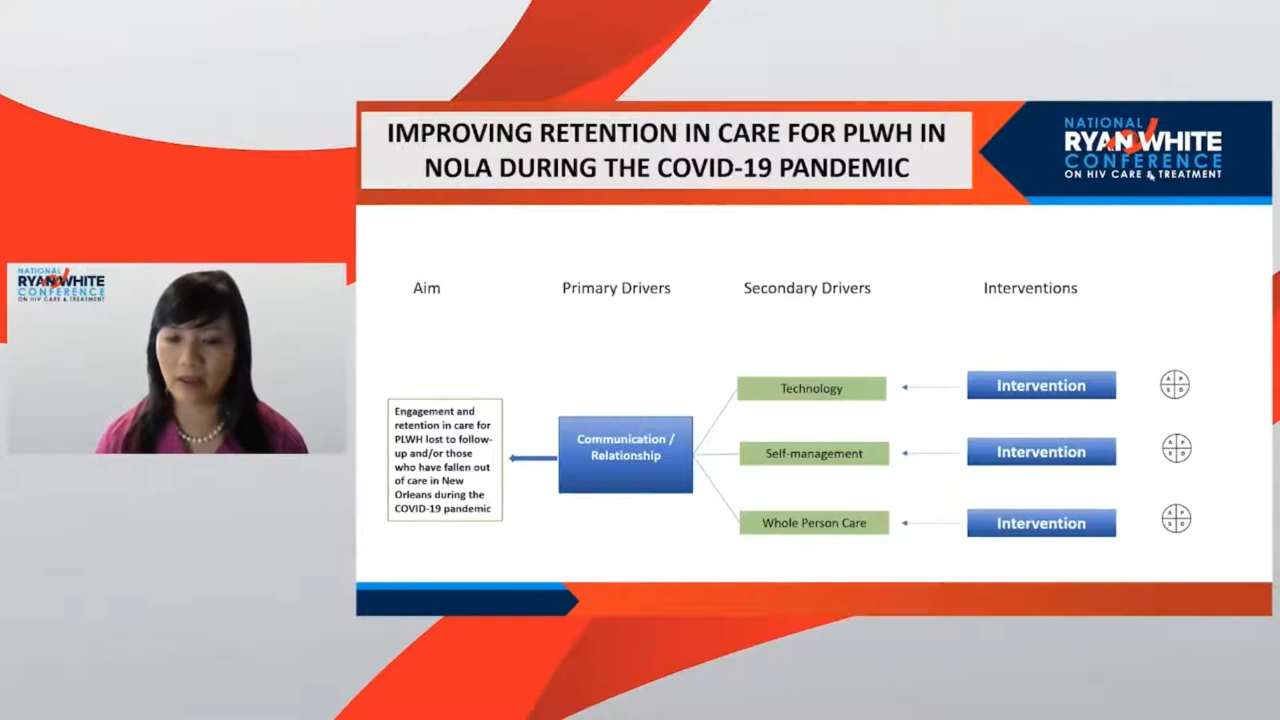 NATIONAL
RYAN WHITE
CONFERENCE
ON HIV CARE & TREATMENT
IMPROVING RETENTION IN CARE FOR PLWH IN
NOLA DURING THE COVID-19 PANDEMIC
NATIONAL
RYAN WHITE
CONFERENCE
ON HIV CARE & TREATMENT
Aim
Primary Drivers
Secondary Drivers
Interventions
Engagement and
retention in care for
PLWH lost to follow-
up and/or those
who have fallen out
of care in New
Orleans during the
COVID-19 pandemic
Communication /
Relationship
Technology
Intervention
A P
S D
Self-management
Intervention
A P
S D
Whole Person Care
Intervention
A P
S D